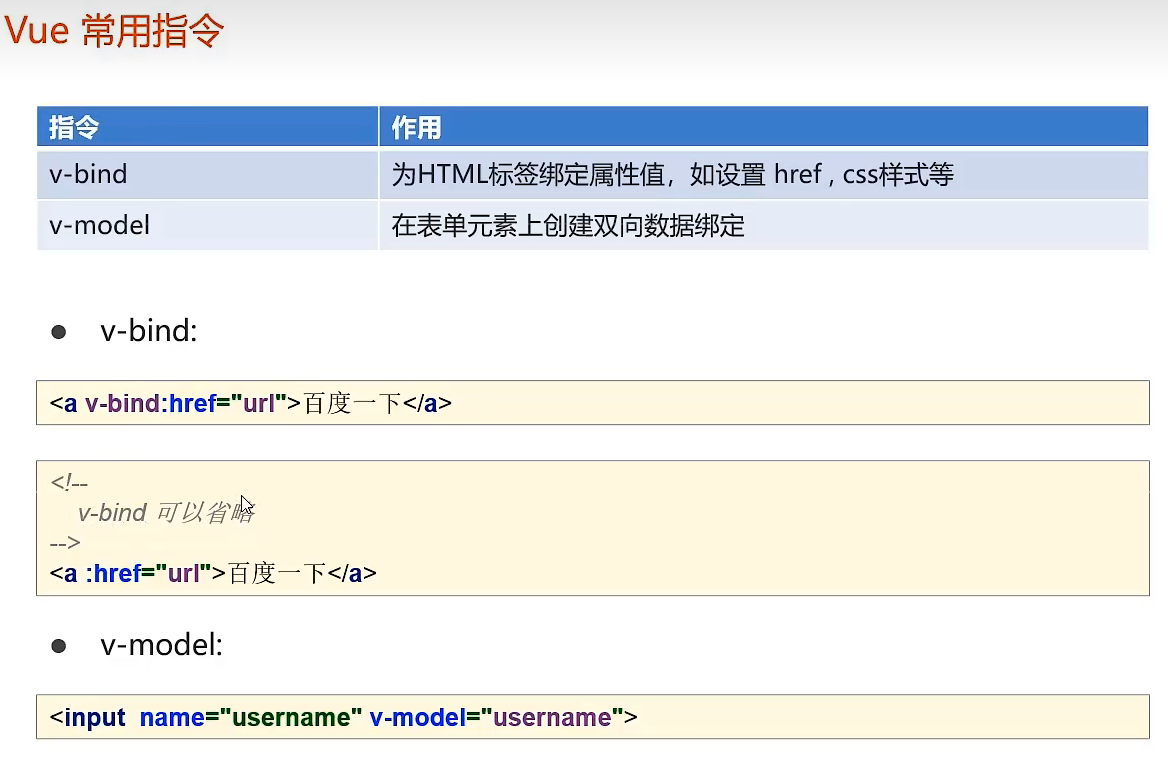 Vue 常用指令
指令 作用
v-bind 为HTML标签绑定属性值，如设置 href , css样式等
v-model 在表单元素上创建双向数据绑定
● v-bind:
<a v-bind:href="url">百度一下</a>
<!--
v-bind 可以省略
-->
<a :href="url">百度一下</a>
● v-model:
<input name="username" v-model="username">